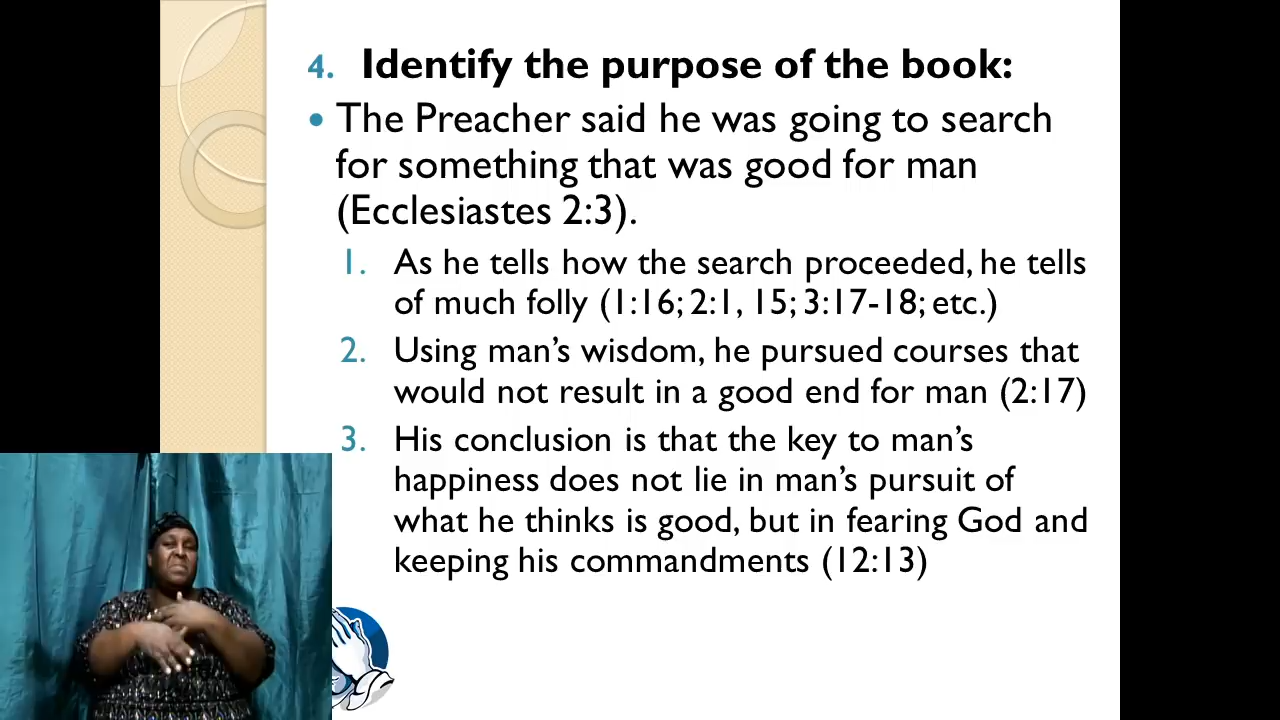 4. Identify the purpose of the book:
• The Preacher said he was going to search
for something that was good for man
(Ecclesiastes 2:3).
1. As he tells how the search proceeded, he tells
of much folly (1:16; 2:1, 15; 3:17-18; etc.)
2. Using man’s wisdom, he pursued courses that
would not result in a good end for man (2:17)
3. His conclusion is that the key to man’s
happiness does not lie in man’s pursuit of
what he thinks is good, but in fearing God and
keeping his commandments (12:13)